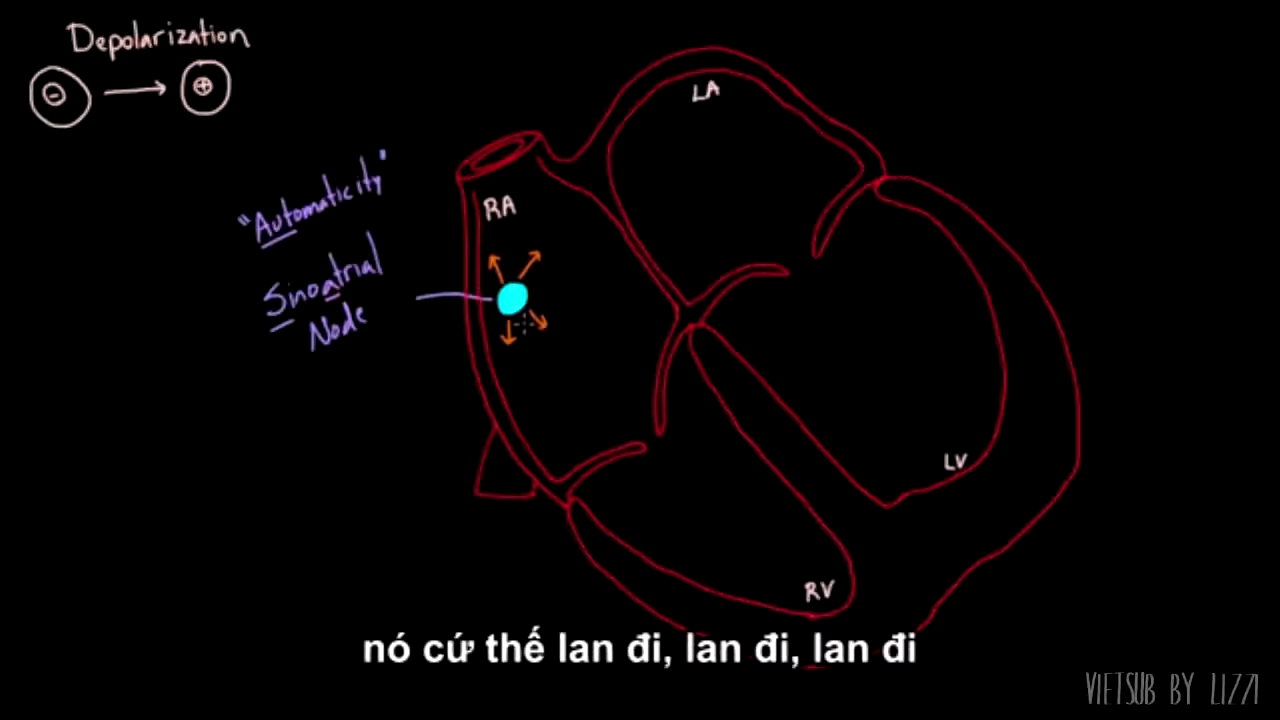 Depolarization
⊖ → ⊕
"Automaticity"
Sinoatrial
Node
RA
LA
LV
RV
nó cứ thế lan đi, lan đi, lan đi
VIETSUB BY LIZZI